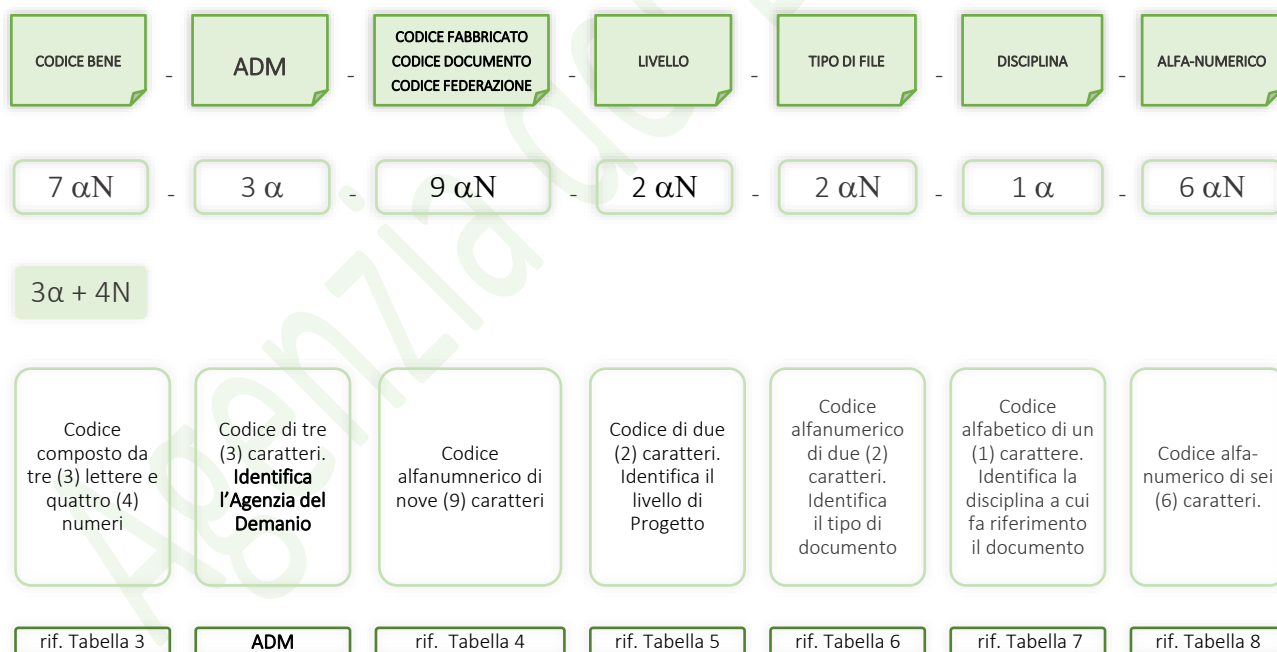 CODICE BENE
-
ADM
-
CODICE FABBRICATO
CODICE DOCUMENTO
CODICE FEDERAZIONE
-
LIVELLO
-
TIPO DI FILE
-
DISCIPLINA
-
ALFA-NUMERICO
7 αN
-
3 α
-
9 αN
-
2 αN
-
2 αN
-
1 α
-
6 αN
3α + 4N
Codice
composto da
tre (3) lettere e
quattro (4)
numeri
Codice di tre
(3) caratteri.
Identifica
l’Agenzia del
Demanio
Codice
alfanumnerico di
nove (9) caratteri
Codice di due
(2) caratteri.
Identifica il
livello di
Progetto
Codice
alfanumerico
di due (2)
caratteri.
Identifica
il tipo di
documento
Codice
alfabetico di un
(1) carattere.
Identifica la
disciplina a cui
fa riferimento
il documento
Codice alfa-
numerico di sei
(6) caratteri.
rif. Tabella 3
ADM
rif. Tabella 4
rif. Tabella 5
rif. Tabella 6
rif. Tabella 7
rif. Tabella 8
Agenzia